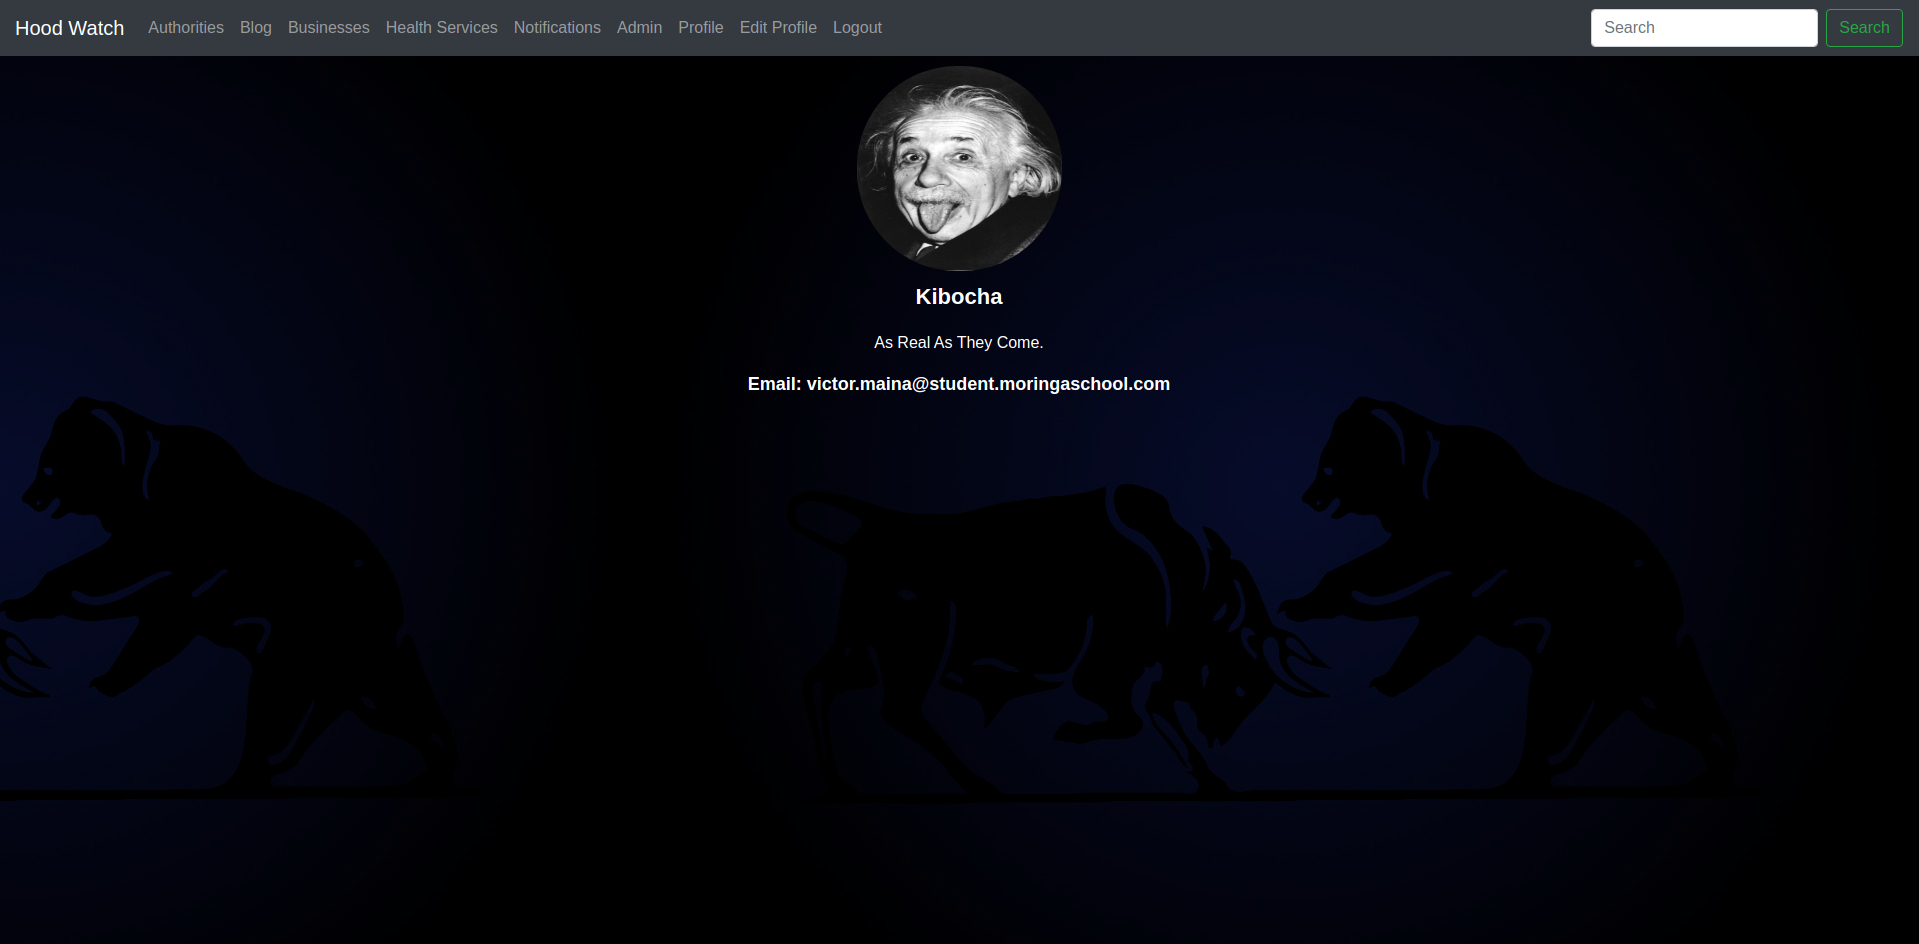 Hood Watch Authorities Blog Businesses Health Services Notifications Admin Profile Edit Profile Logout Search Search
Kibocha
As Real As They Come.
Email: victor.maina@student.moringaschool.com